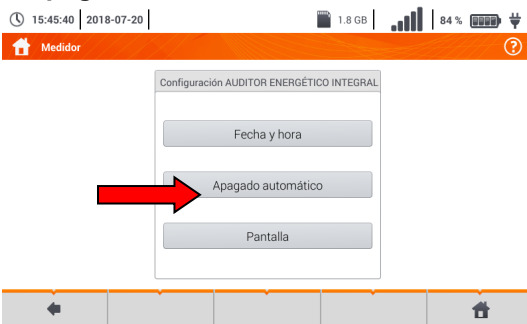 15:45:40 2018-07-20 1.8 GB 84 %
Medidor ?
Configuración AUDITOR ENERGÉTICO INTEGRAL
Fecha y hora
Apagado automático
Pantalla